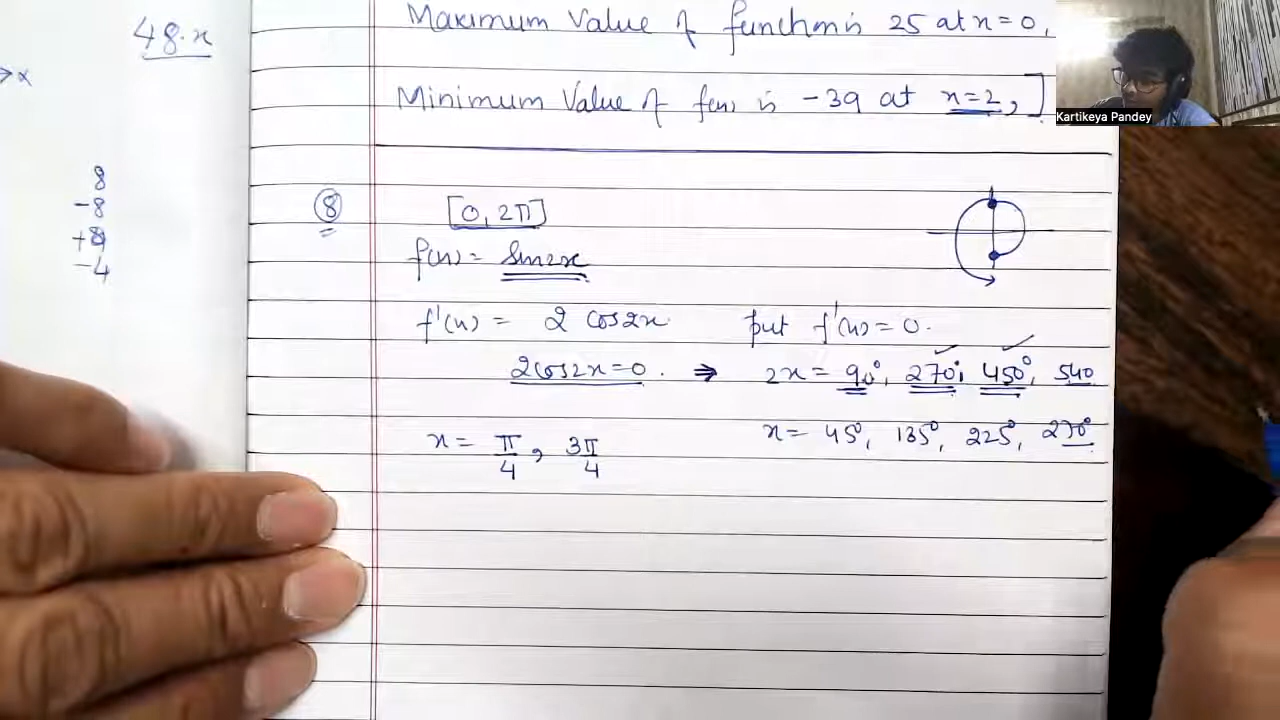 48.x
Maximum Value of function is 25 at x=0,
Minimum Value of f(x) is -39 at x=2, ]
Kartikeya Pandey
→x
8
-8
+8
-4
⑧ [0, 2π]
f(x) = Sin2x
f'(x) = 2 cos2x. put f'(x)=0.
2cos2x=0. ⇒ 2x = 90°, 270°, 450°, 540
x = π/4, 3π/4 x= 45°, 135°, 225°, 270°